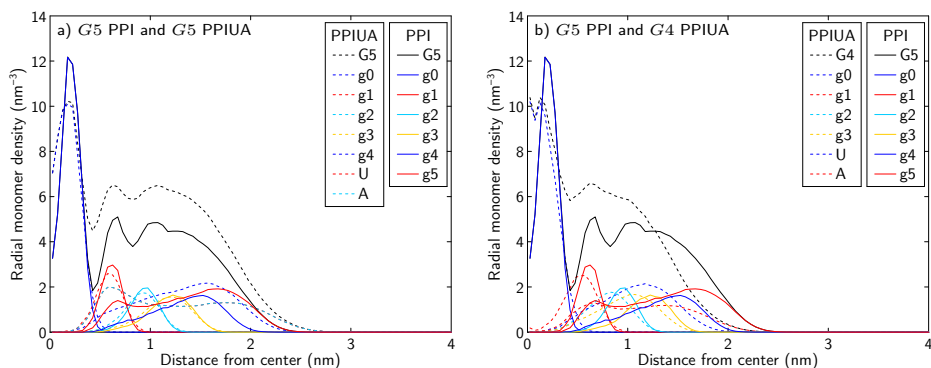 a) G5 PPI and G5 PPIUA
PPIUA
G5
g0
g1
g2
g3
g4
U
A
PPI
G5
g0
g1
g2
g3
g4
g5
14
12
10
8
6
4
2
0
Radial monomer density (nm⁻³)
0 1 2 3 4
Distance from center (nm)
b) G5 PPI and G4 PPIUA
PPIUA
G4
g0
g1
g2
g3
U
A
PPI
G5
g0
g1
g2
g3
g4
g5
14
12
10
8
6
4
2
0
Radial monomer density (nm⁻³)
0 1 2 3 4
Distance from center (nm)